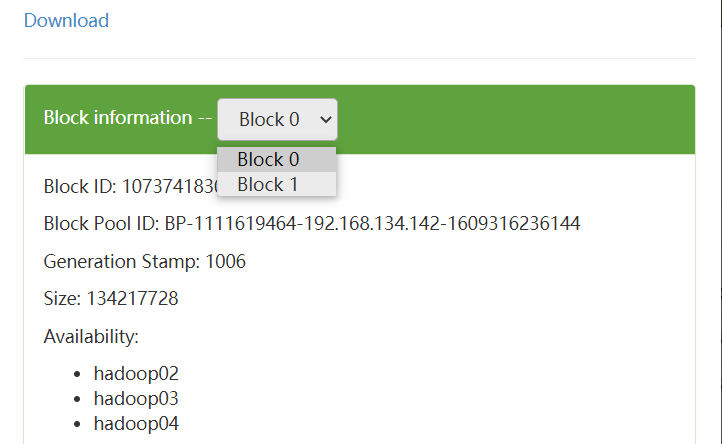 Download
Block information -- Block 0
Block 0
Block 1
Block ID: 107374183
Block Pool ID: BP-1111619464-192.168.134.142-1609316236144
Generation Stamp: 1006
Size: 134217728
Availability:
• hadoop02
• hadoop03
• hadoop04